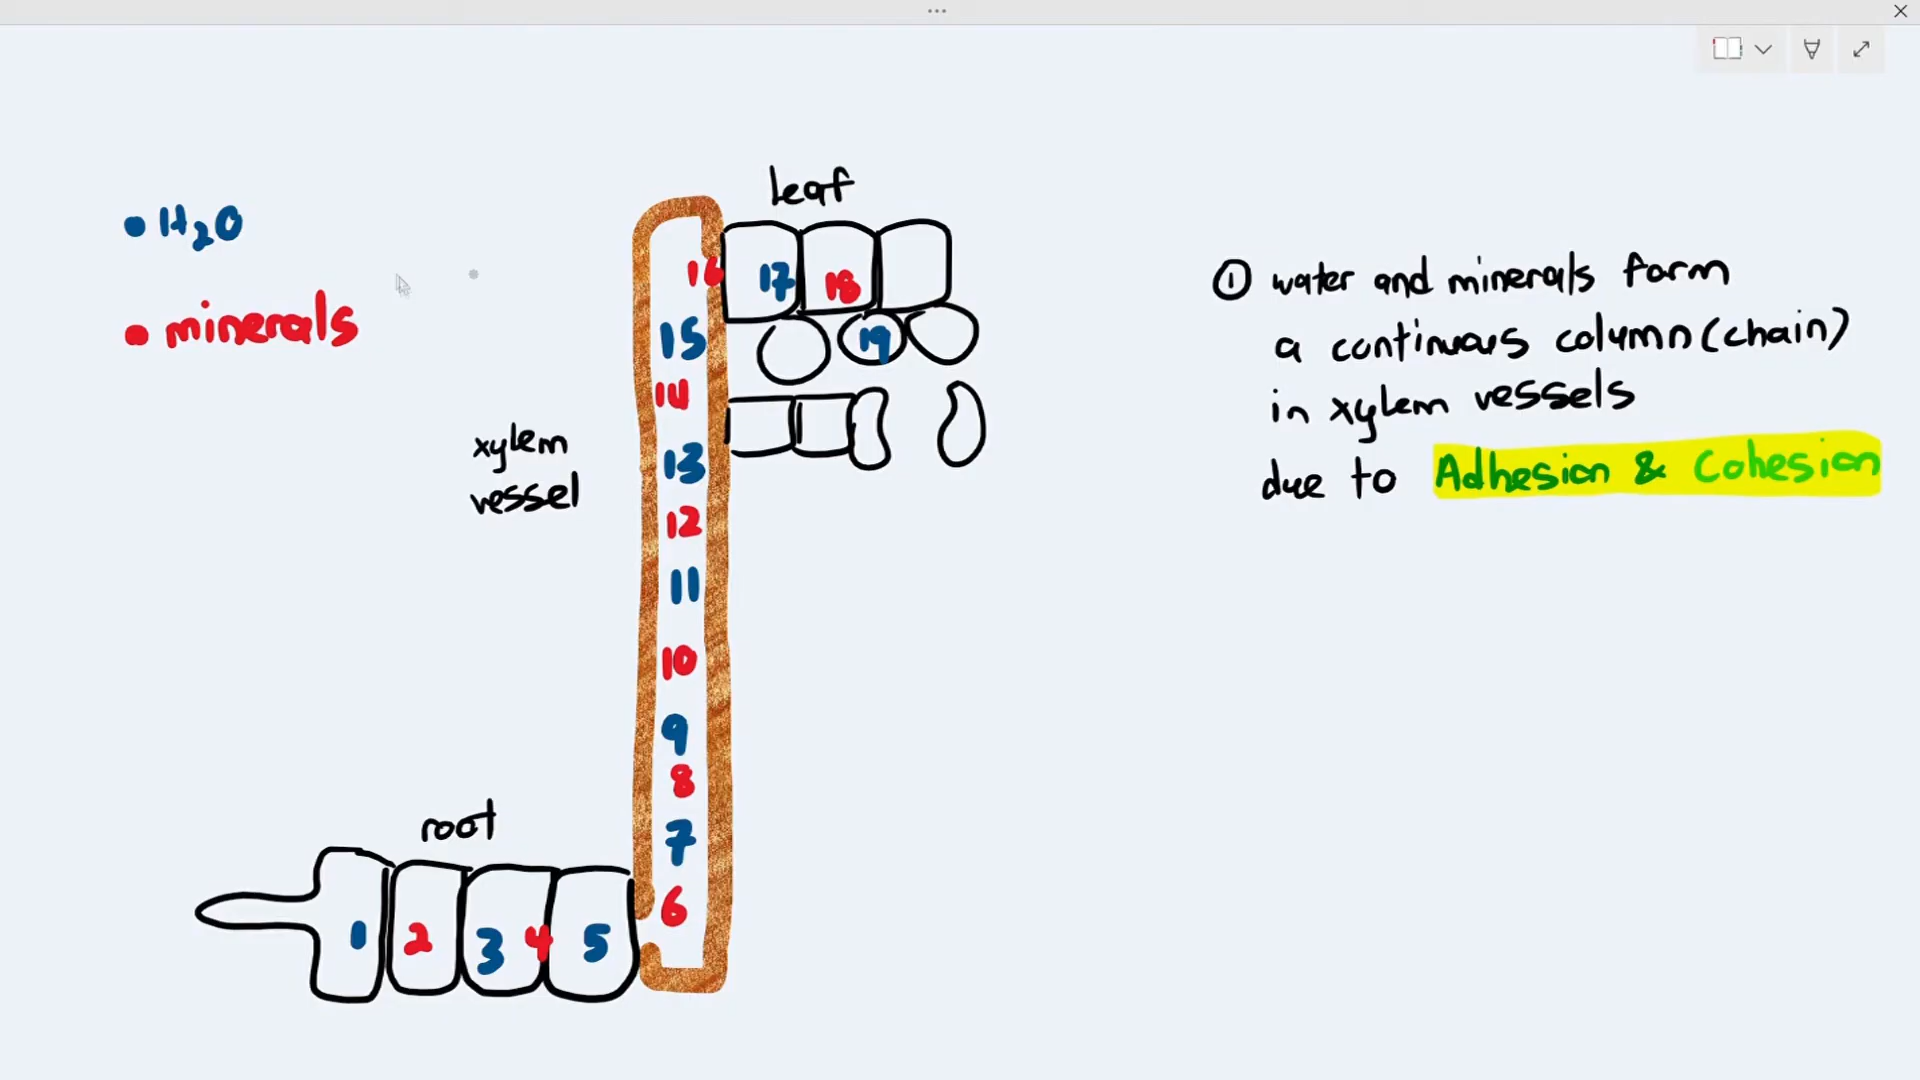 leaf
• H2O
• minerals
xylem
vessel
root
1 2 3 4 5
6
7
8
9
10
11
12
13
14
15
16 17 18
19
① water and minerals form
a continuous column (chain)
in xylem vessels
due to Adhesion & Cohesion